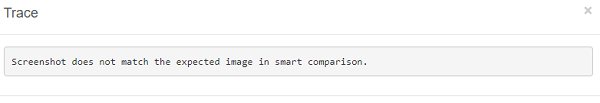 Trace ×
Screenshot does not match the expected image in smart comparison.